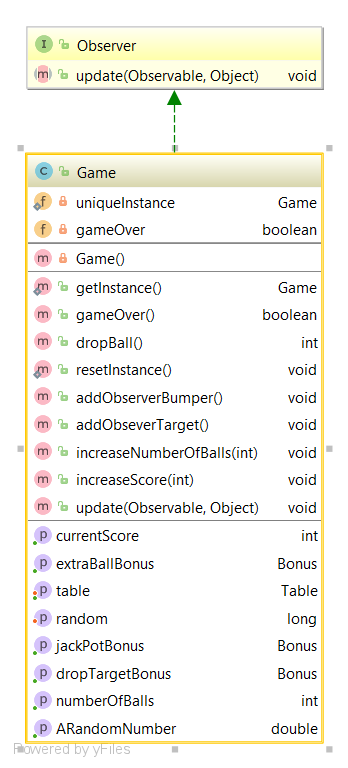 I Observer
m update(Observable, Object) void
C Game
f uniqueInstance Game
f gameOver boolean
m Game()
m getInstance() Game
m gameOver() boolean
m dropBall() int
m resetInstance() void
m addObserverBumper() void
m addObseverTarget() void
m increaseNumberOfBalls(int) void
m increaseScore(int) void
m update(Observable, Object) void
p currentScore int
p extraBallBonus Bonus
p table Table
p random long
p jackPotBonus Bonus
p dropTargetBonus Bonus
p numberOfBalls int
p ARandomNumber double
Powered by yFiles